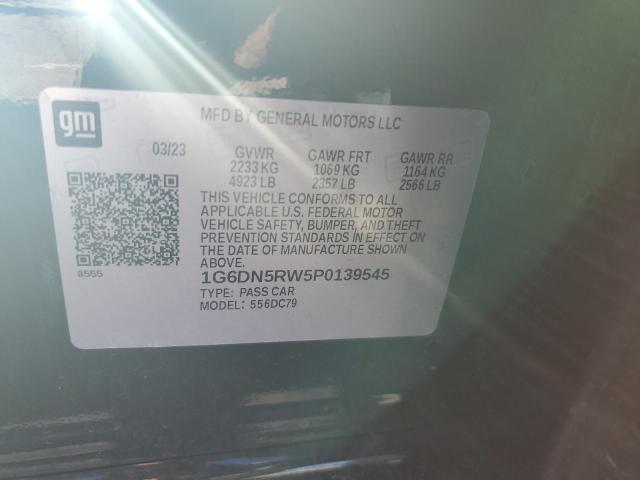 gm
MFD BY GENERAL MOTORS LLC
03/23 GVWR GAWR FRT GAWR RR
2233 KG 1069 KG 1164 KG
4923 LB 2357 LB 2566 LB
THIS VEHICLE CONFORMS TO ALL
APPLICABLE U.S. FEDERAL MOTOR
VEHICLE SAFETY, BUMPER, AND THEFT
PREVENTION STANDARDS IN EFFECT ON
THE DATE OF MANUFACTURE SHOWN
ABOVE.
8555
1G6DN5RW5P0139545
TYPE: PASS CAR
MODEL: 556DC79